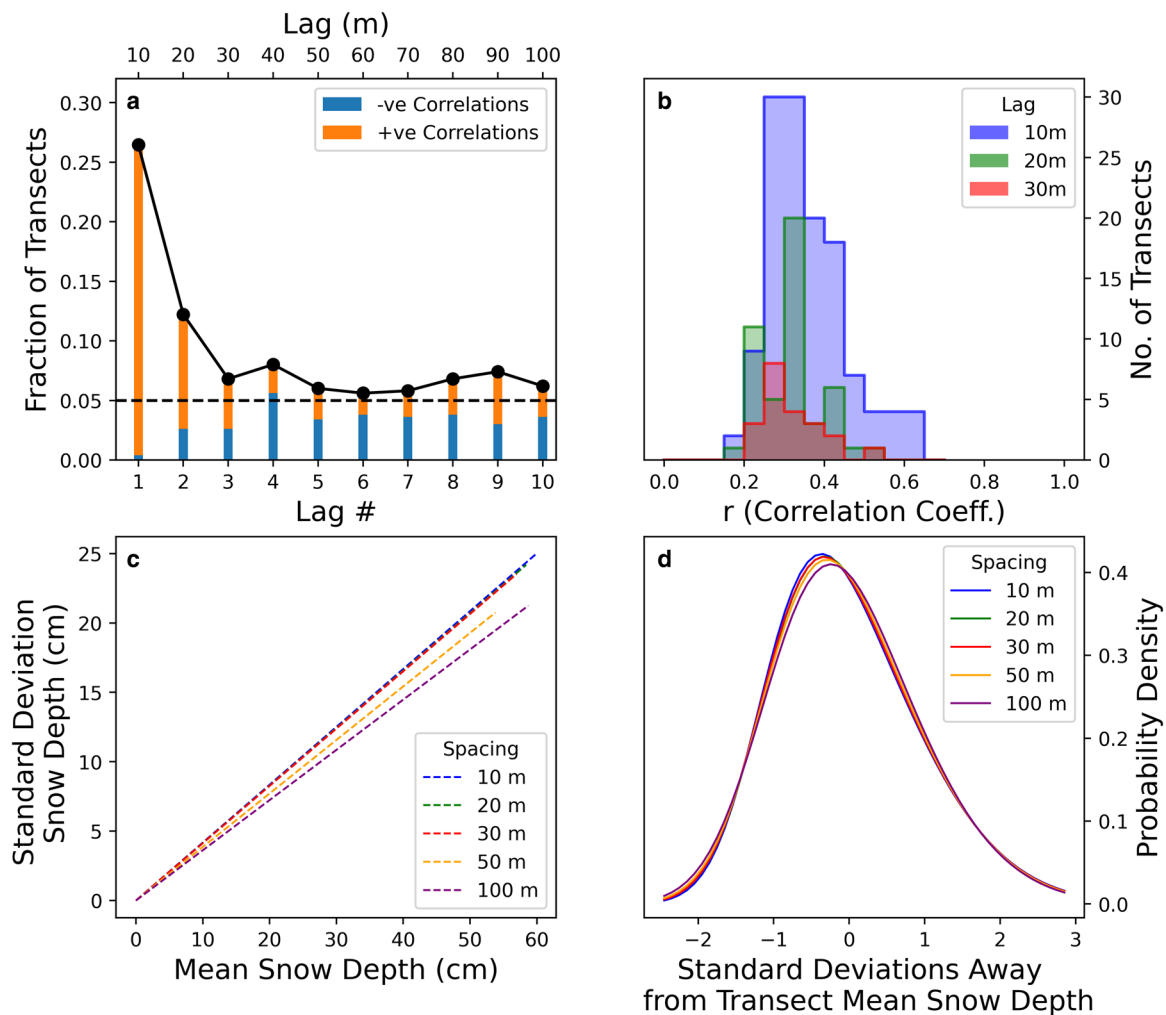 Lag (m)
10 20 30 40 50 60 70 80 90 100
a
-ve Correlations
+ve Correlations
0.30
0.25
0.20
0.15
0.10
0.05
0.00
Fraction of Transects
1 2 3 4 5 6 7 8 9 10
Lag #
b
Lag
10m
20m
30m
30
25
20
15
10
5
0
No. of Transects
0.0 0.2 0.4 0.6 0.8 1.0
r (Correlation Coeff.)
c
25
20
15
10
5
0
Standard Deviation
Snow Depth (cm)
Spacing
10 m
20 m
30 m
50 m
100 m
0 10 20 30 40 50 60
Mean Snow Depth (cm)
d
Spacing
10 m
20 m
30 m
50 m
100 m
0.4
0.3
0.2
0.1
0.0
Probability Density
−2 −1 0 1 2 3
Standard Deviations Away
from Transect Mean Snow Depth